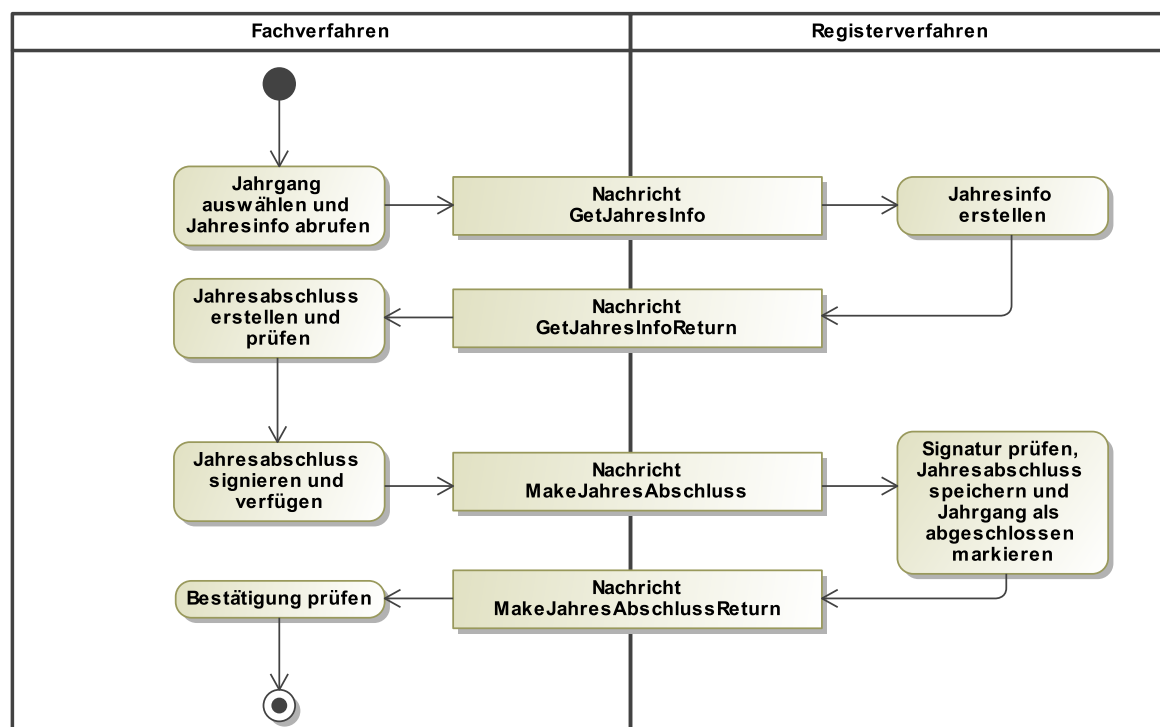 Fachverfahren
Registerverfahren
Jahrgang
auswählen und
Jahresinfo abrufen
Nachricht
GetJahresInfo
Jahresinfo
erstellen
Nachricht
GetJahresInfoReturn
Jahresabschluss
erstellen und
prüfen
Jahresabschluss
signieren und
verfügen
Nachricht
MakeJahresAbschluss
Signatur prüfen,
Jahresabschluss
speichern und
Jahrgang als
abgeschlossen
markieren
Nachricht
MakeJahresAbschlussReturn
Bestätigung prüfen